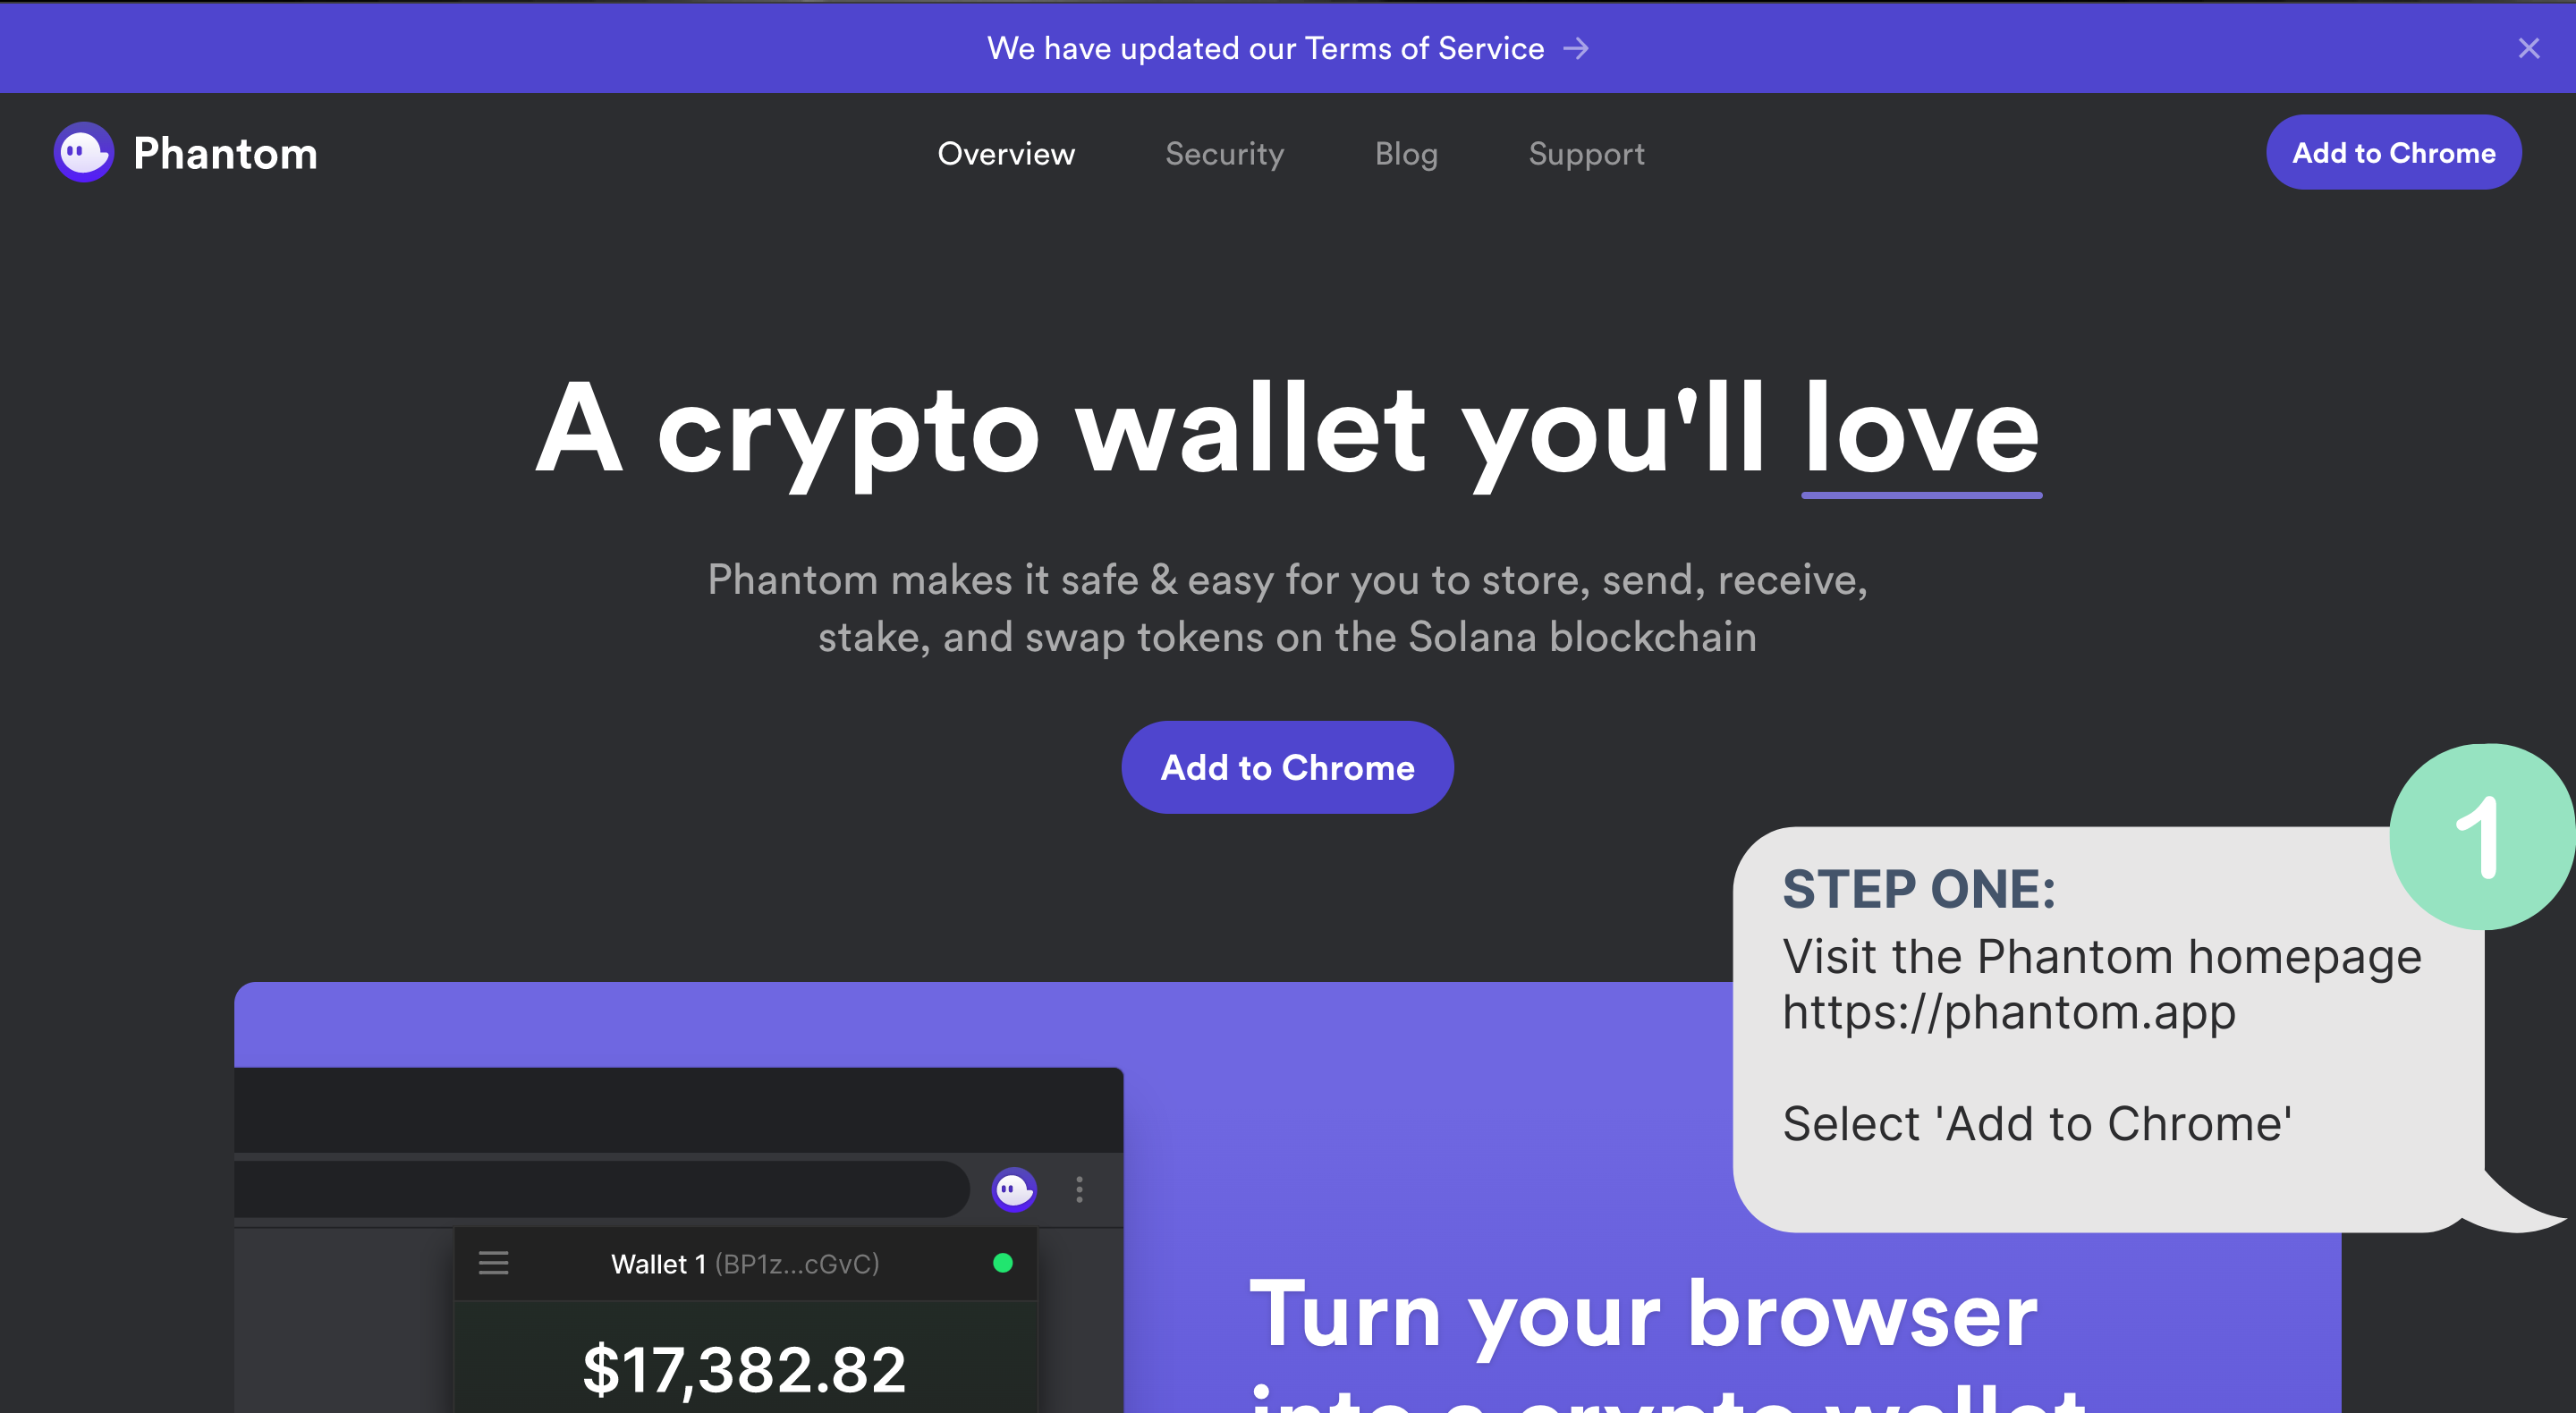 We have updated our Terms of Service →
Phantom
Overview
Security
Blog
Support
Add to Chrome
A crypto wallet you'll love
Phantom makes it safe & easy for you to store, send, receive,
stake, and swap tokens on the Solana blockchain
Add to Chrome
1
STEP ONE:
Visit the Phantom homepage
https://phantom.app
Select 'Add to Chrome'
Wallet 1 (BP1z...cGvC)
$17,382.82
Turn your browser
into a crypto wallet